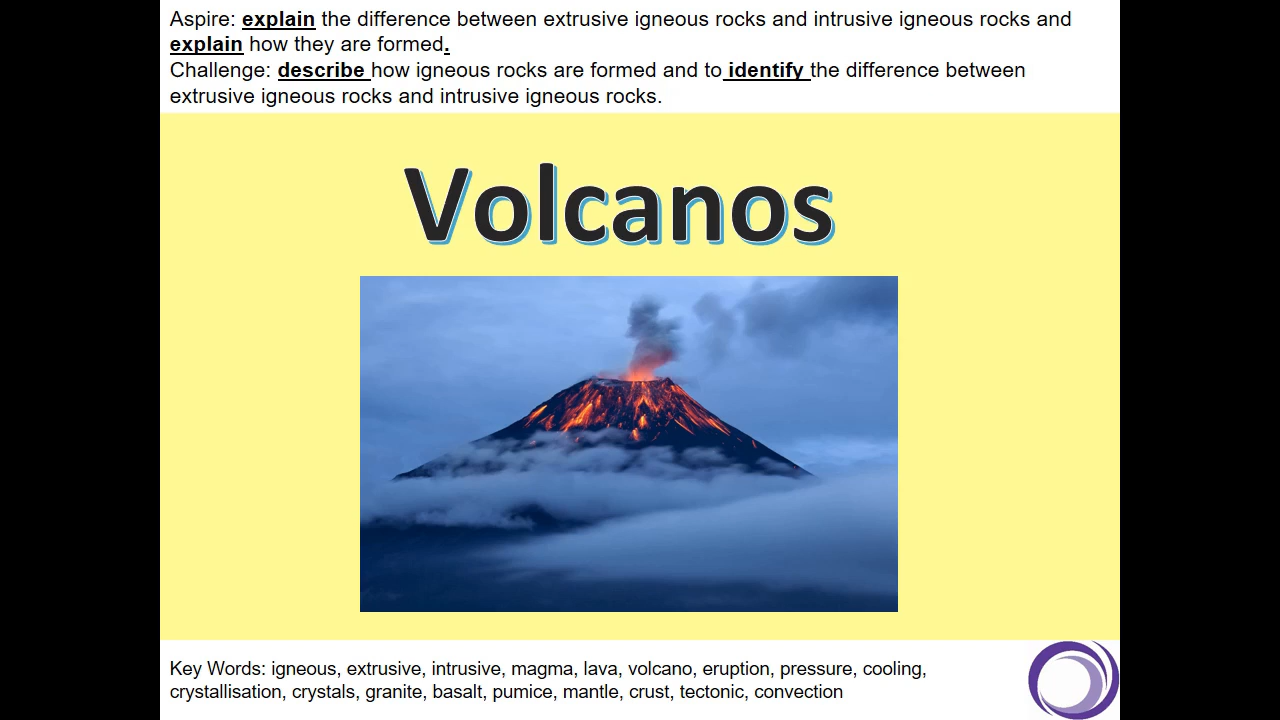 Aspire: explain the difference between extrusive igneous rocks and intrusive igneous rocks and
explain how they are formed.
Challenge: describe how igneous rocks are formed and to identify the difference between
extrusive igneous rocks and intrusive igneous rocks.
Volcanos
Key Words: igneous, extrusive, intrusive, magma, lava, volcano, eruption, pressure, cooling,
crystallisation, crystals, granite, basalt, pumice, mantle, crust, tectonic, convection